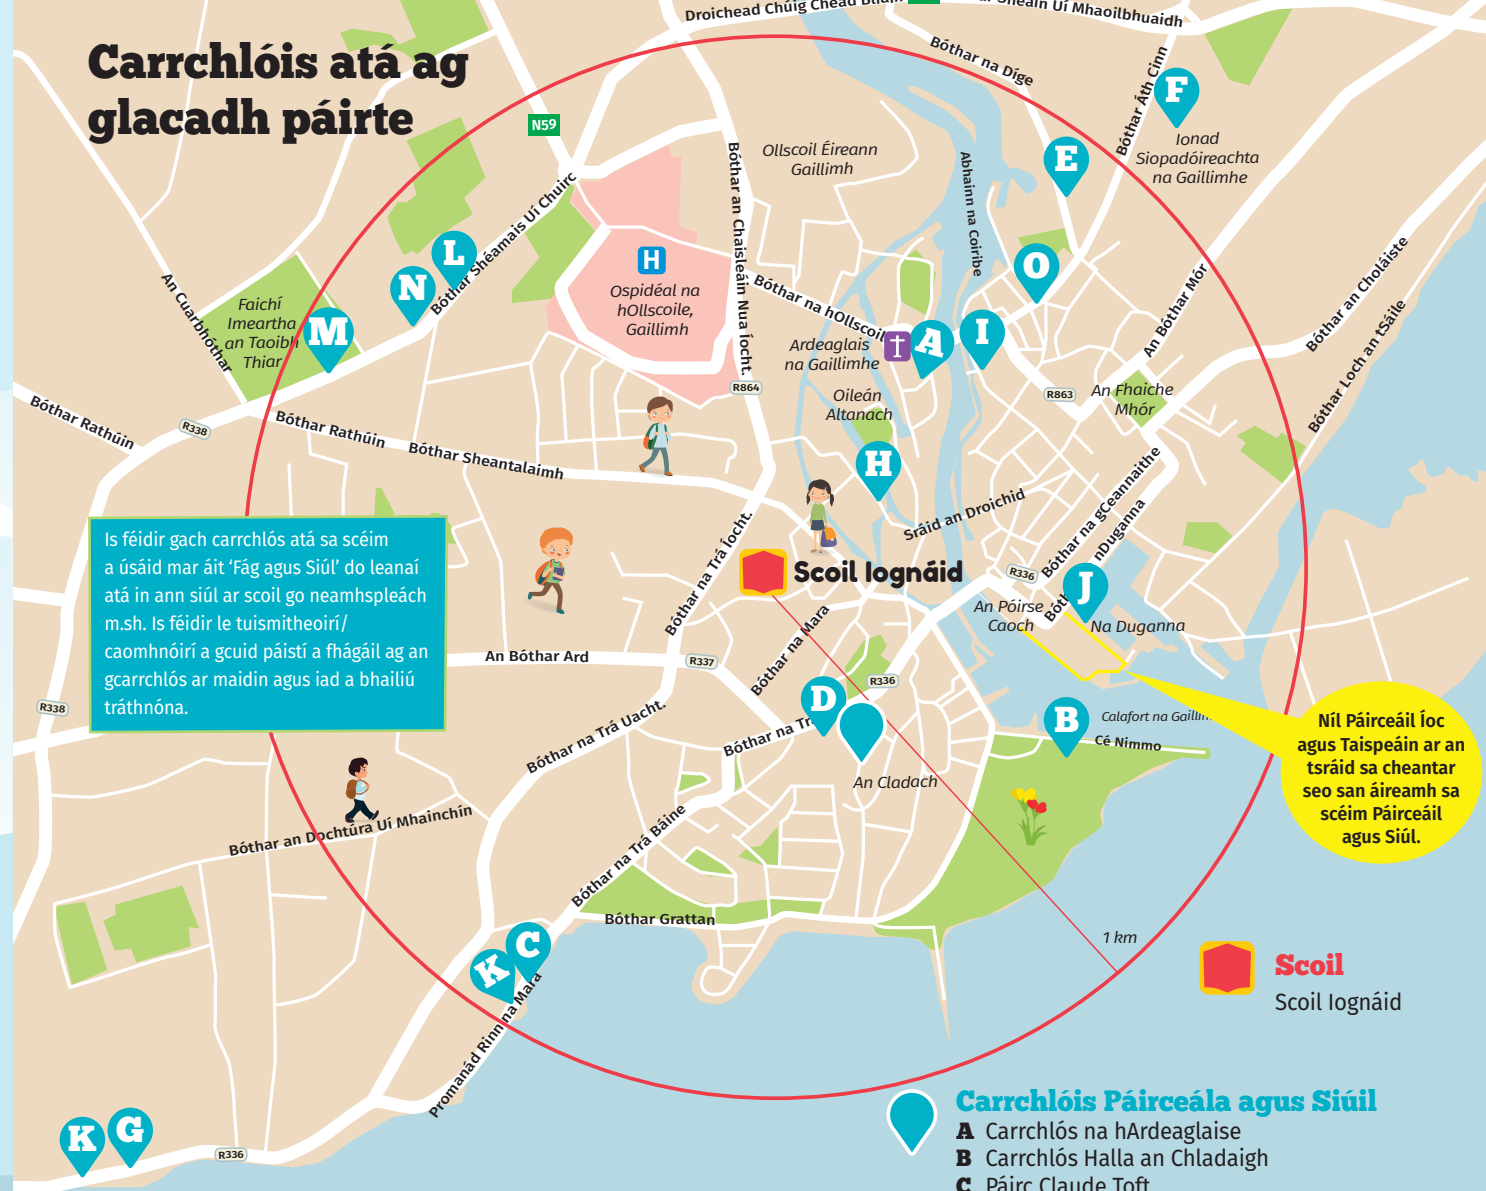 Carrchlóis atá ag
glacadh páirte
Droichead Chúig Chéad Bliain
Sheáin Uí Mhaoilbhuaidh
Bóthar na Díge
Bóthar Áth Cinn
F
Ionad
Siopadóireachta
na Gaillimhe
N59
E
Ollscoil Éireann
Gaillimh
Abhainn na Coiribe
Bóthar an Chaisleáin Nua Íocht.
Bóthar Shéamais Uí Chuirc
L
N
M
An Cuarbhóthar
Faichí
Imeartha
an Taoibh
Thiar
H
Ospidéal na
hOllscoile,
Gaillimh
Bóthar na hOllscoile
O
I
A
Ardeaglais
na Gaillimhe
An Bóthar Mór
Bóthar an Choláiste
Bóthar Loch an tSáile
R864
R863
An Fhaiche
Mhór
Oileán
Altanach
H
Bóthar Rathúin
R338
Bóthar Rathúin
Bóthar Sheantalaimh
Sráid an Droichid
Bóthar na gCeannaithe
nDuganna
Bóthar na Trá Íocht.
Is féidir gach carrchlós atá sa scéim
a úsáid mar áit ‘Fág agus Siúl’ do leanaí
atá in ann siúl ar scoil go neamhspleách
m.sh. Is féidir le tuismitheoirí/
caomhnóirí a gcuid páistí a fhágáil ag an
gcarrchlós ar maidin agus iad a bhailiú
tráthnóna.
Scoil Iognáid
R336
J
An Póirse
Caoch
Na Duganna
Bóthar na Mara
An Bóthar Ard
R337
R336
R338
D
B
Calafort na Gaillim
Cé Nimmo
Bóthar na Trá Uacht.
Bóthar na Tr
An Cladach
Níl Páirceáil Íoc
agus Taispeáin ar an
tsráid sa cheantar
seo san áireamh sa
scéim Páirceáil
agus Siúl.
Bóthar an Dochtúra Uí Mhainchín
Bóthar na Trá Báine
Bóthar Grattan
1 km
C
K
Promanád Rinn na Mara
Scoil
Scoil Iognáid
K
G
R336
Carrchlóis Páirceála agus Siúil
A Carrchlós na hArdeaglaise
B Carrchlós Halla an Chladaigh
C Páirc Claude Toft